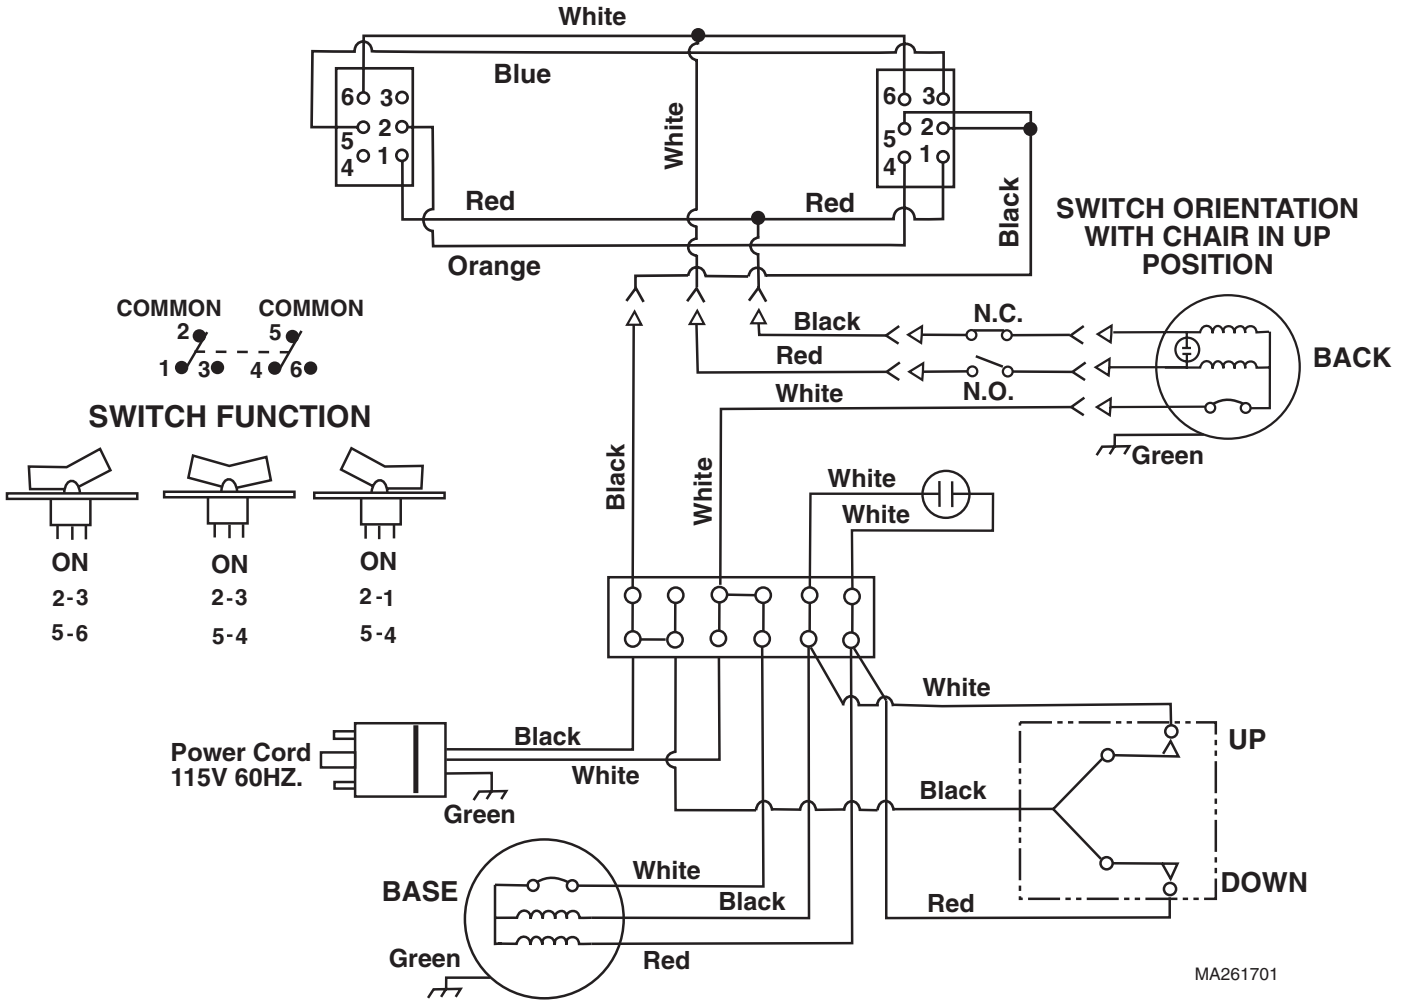 White
Blue
6 3
5 2
4 1
White
6 3
5 2
4 1
Red
Red
Black
Orange
SWITCH ORIENTATION
WITH CHAIR IN UP
POSITION
COMMON COMMON
2 5
1 3 4 6
SWITCH FUNCTION
Black
N.C.
Red
N.O.
White
BACK
Green
ON ON ON
2-3 2-3 2-1
5-6 5-4 5-4
Black
White
White
White
White
UP
Power Cord
115V 60HZ.
Black
White
Green
Black
DOWN
BASE
White
Black
Red
Green
Red
MA261701